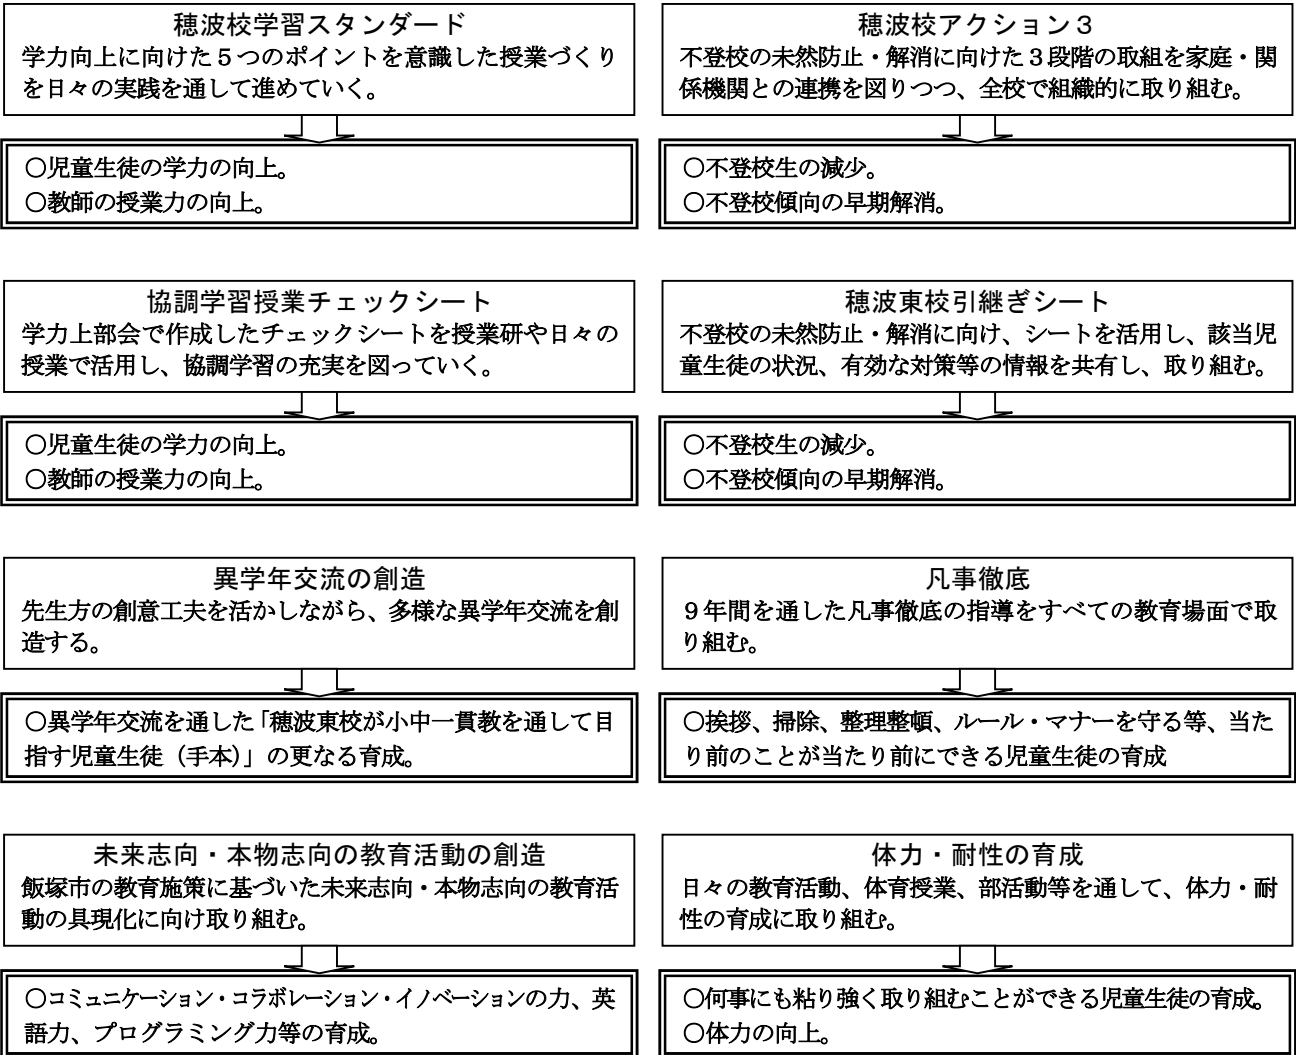 穂波校学習スタンダード
学力向上に向けた５つのポイントを意識した授業づくり
を日々の実践を通して進めていく。
○児童生徒の学力の向上。
○教師の授業力の向上。
穂波校アクション３
不登校の未然防止・解消に向けた３段階の取組を家庭・関
係機関との連携を図りつつ、全校で組織的に取り組む。
○不登校生の減少。
○不登校傾向の早期解消。
協調学習授業チェックシート
学力上部会で作成したチェックシートを授業研や日々の
授業で活用し、協調学習の充実を図っていく。
○児童生徒の学力の向上。
○教師の授業力の向上。
穂波東校引継ぎシート
不登校の未然防止・解消に向け、シートを活用し、該当児
童生徒の状況、有効な対策等の情報を共有し、取り組む。
○不登校生の減少。
○不登校傾向の早期解消。
異学年交流の創造
先生方の創意工夫を活かしながら、多様な異学年交流を創
造する。
○異学年交流を通した「穂波東校が小中一貫教を通して目
指す児童生徒（手本）」の更なる育成。
凡事徹底
９年間を通した凡事徹底の指導をすべての教育場面で取
り組む。
○挨拶、掃除、整理整頓、ルール・マナーを守る等、当た
り前のことが当たり前にできる児童生徒の育成
未来志向・本物志向の教育活動の創造
飯塚市の教育施策に基づいた未来志向・本物志向の教育活
動の具現化に向け取り組む。
○コミュニケーション・コラボレーション・イノベーションの力、英
語力、プログラミング力等の育成。
体力・耐性の育成
日々の教育活動、体育授業、部活動等を通して、体力・耐
性の育成に取り組む。
○何事にも粘り強く取り組むことができる児童生徒の育成。
○体力の向上。